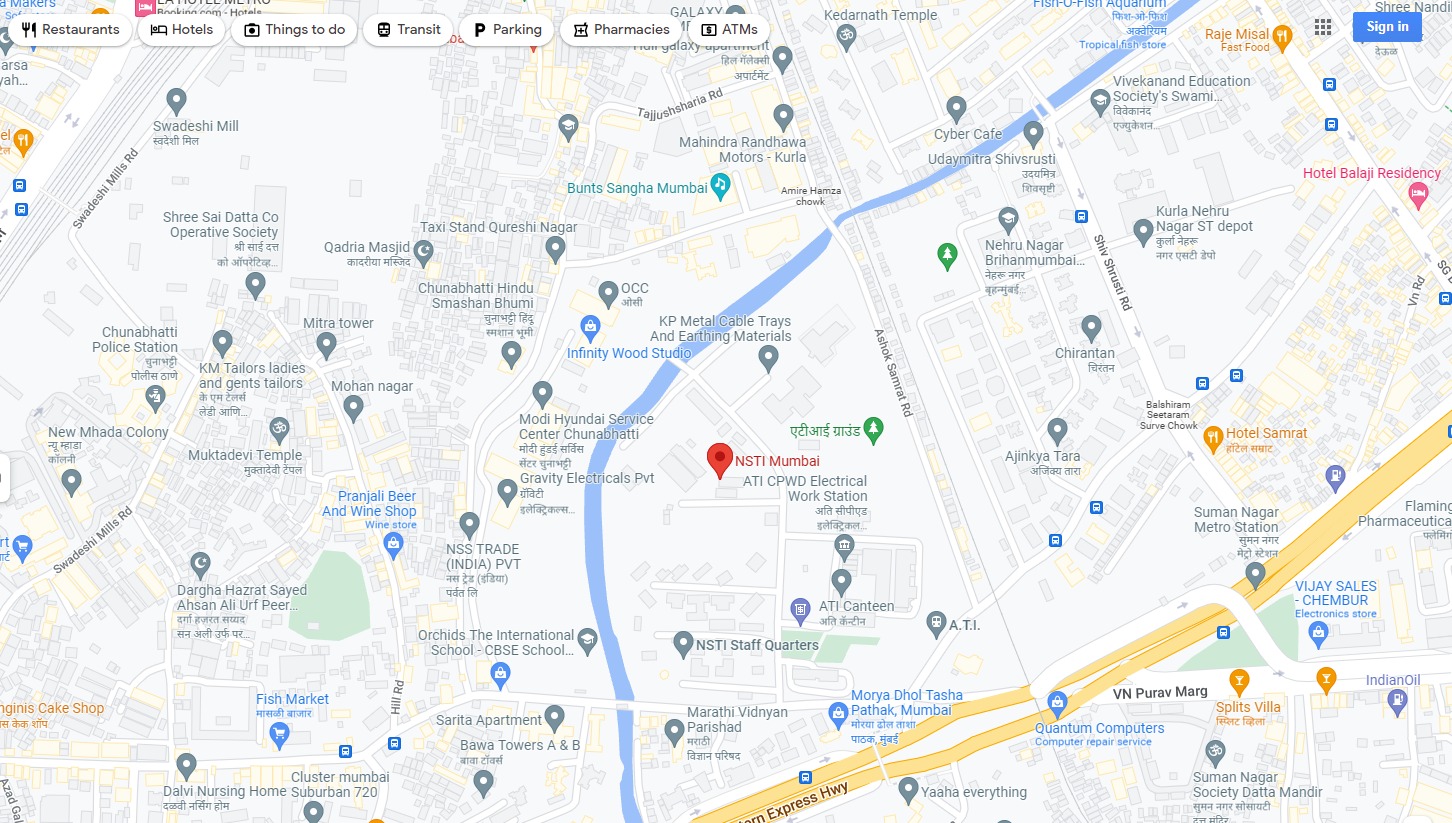 Restaurants
Hotels
Things to do
Transit
Parking
Pharmacies
ATMs
Sign in
Booking.com - Hotels
GALAXY
Kedarnath Temple
Fish-O-Fish Aquarium
फिश-ओ-फिश
अक्वेरियम
Tropical fish store
Raje Misal
Fast Food
Shree Nandi
देऊळ
हिल गॅलेक्सी
अपार्टमेंट
Tajjushsharia Rd
Swadeshi Mill
स्वदेशी मिल
Swadeshi Mills Rd
Mahindra Randhawa
Motors - Kurla
Cyber Cafe
Vivekanand Education
Society's Swami...
विवेकानंद
एज्युकेशन...
Udaymitra Shivsrusti
उदयमित्र
शिवसृष्टी
Bunts Sangha Mumbai
Amire Hamza
chowk
Hotel Balaji Residency
Shree Sai Datta Co
Operative Society
श्री साई दत्त
को ऑपरेटिव्ह...
Qadria Masjid
कादरीया मस्जिद
Taxi Stand Qureshi Nagar
Nehru Nagar
Brihanmumbai...
नेहरू नगर
बृहन्मुंबई...
Kurla Nehru
Nagar ST depot
कुर्ला नेहरू
नगर एसटी डेपो
Shiv Shrusti Rd
Vn Rd
Chunabhatti Hindu
Smashan Bhumi
चुनाभट्टी हिंदू
स्मशान भूमी
OCC
ओसी
KP Metal Cable Trays
And Earthing Materials
Infinity Wood Studio
Mitra tower
Chunabhatti
Police Station
चुनाभट्टी
पोलीस ठाणे
KM Tailors ladies
and gents tailors
के एम टेलर्स
लेडी आणि...
Mohan nagar
Ashok Samrat Rd
Chirantan
चिरंतन
Balshiram
Seetaram
Surve Chowk
New Mhada Colony
न्यू म्हाडा
कॉलनी
Muktadevi Temple
मुक्तादेवी टेंपल
Modi Hyundai Service
Center Chunabhatti
मोदी हुंडई सर्विस
सेंटर चुनाभट्टी
एटीआई ग्राउंड
NSTI Mumbai
Ajinkya Tara
अजिंक्य तारा
Hotel Samrat
हॉटेल सम्राट
Gravity Electricals Pvt
ग्रॅविटी
इलेक्ट्रिकल्स...
ATI CPWD Electrical
Work Station
अति सीपीएड
इलेक्ट्रिकल...
Pranjali Beer
And Wine Shop
Wine store
Suman Nagar
Metro Station
सुमन नगर
मेट्रो स्टेशन
Flaming
Pharmaceutica
Swadeshi Mills Rd
NSS TRADE
(INDIA) PVT
नस ट्रेड (इंडिया)
पर्वत लि
Dargha Hazrat Sayed
Ahsan Ali Urf Peer...
दर्गा हजरत सय्यद
सन अली उर्फ पर...
ATI Canteen
अति कॅन्टीन
VIJAY SALES
- CHEMBUR
Electronics store
A.T.I.
Orchids The International
School - CBSE School...
NSTI Staff Quarters
Hill Rd
Fish Market
मासळी बाजार
nginis Cake Shop
Sarita Apartment
Marathi Vidnyan
Parishad
मराठी
विज्ञान परिषद
Morya Dhol Tasha
Pathak, Mumbai
मोरया ढोल ताशा
पाठक, मुंबई
VN Purav Marg
Splits Villa
स्प्लिट व्हिला
IndianOil
Quantum Computers
Computer repair service
Bawa Towers A & B
बावा टॉवर्स
Dalvi Nursing Home
दळवी नर्सिंग होम
Cluster mumbai
Suburban 720
Azad Gal
tern Express Hwy
Yaaha everything
Suman Nagar
Society Datta Mandir
सुमन नगर सोसायटी
दत्त मंदिर